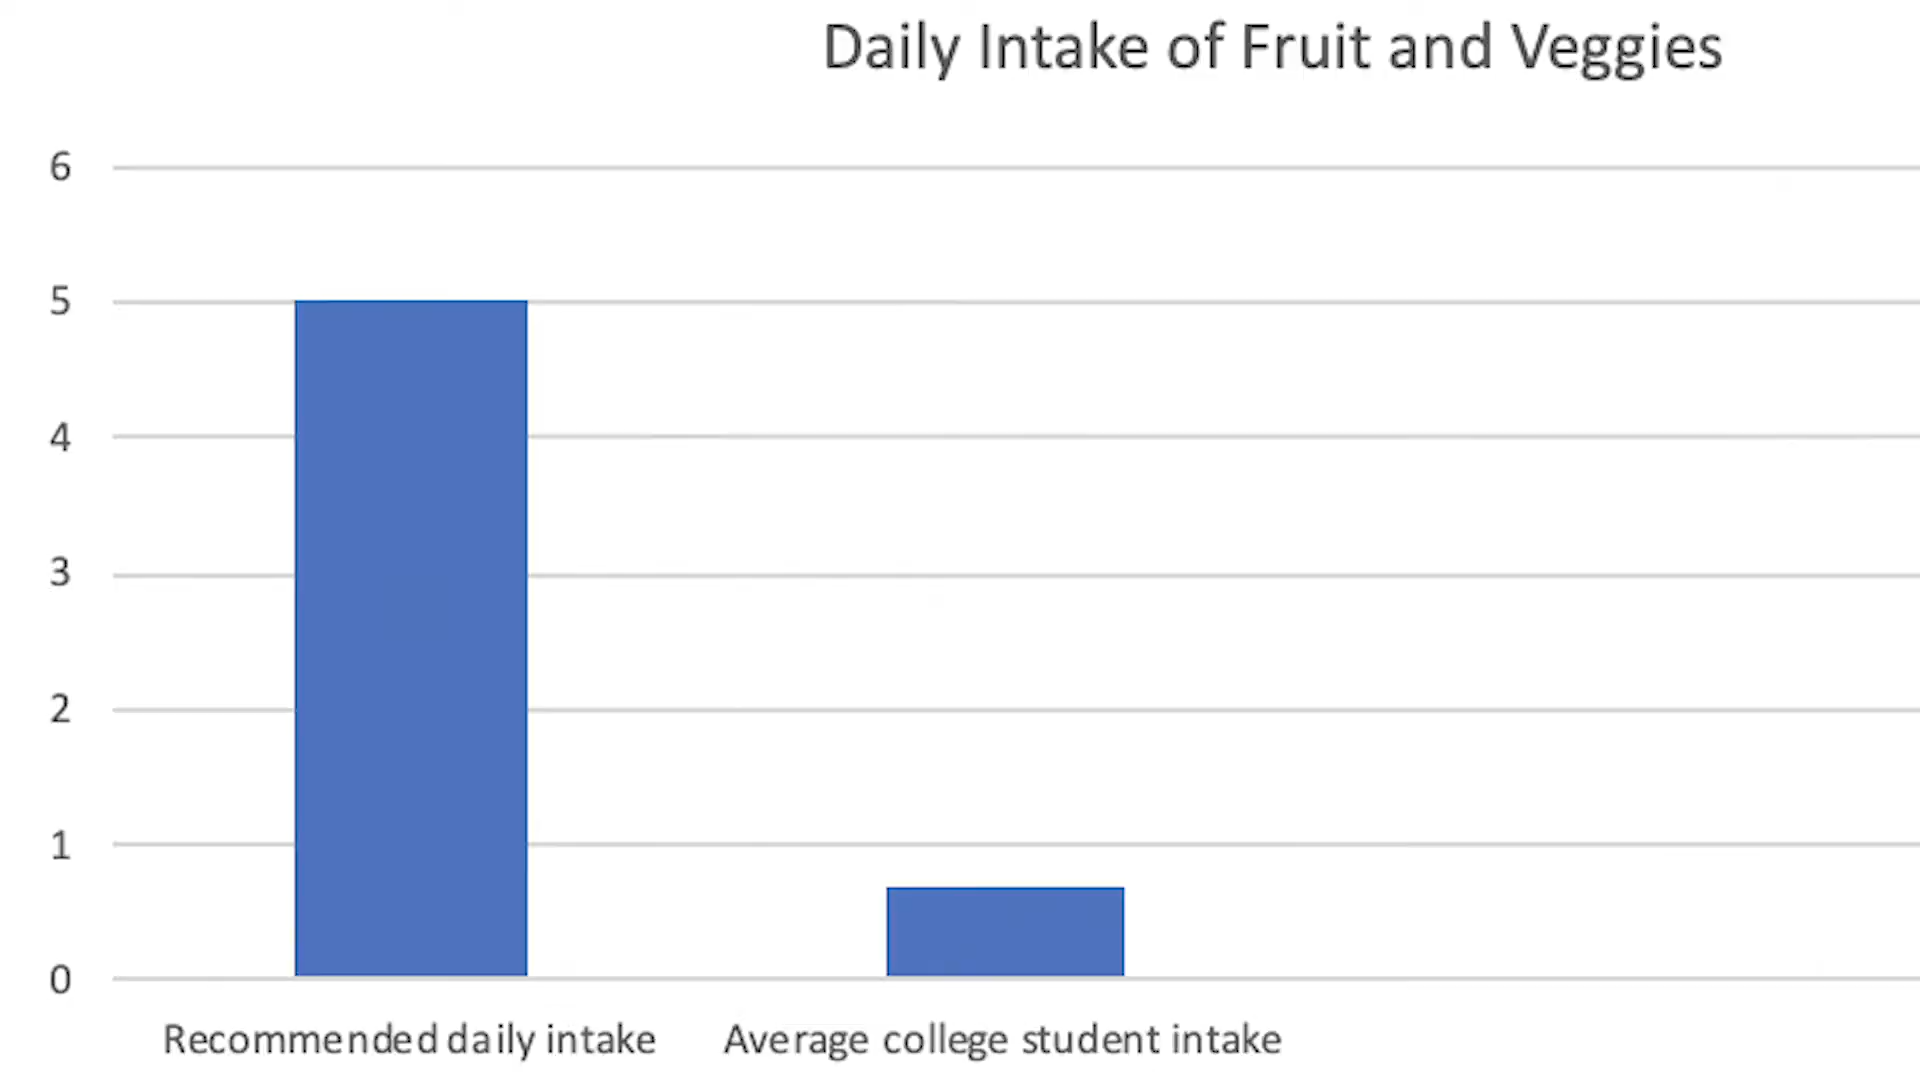 Daily Intake of Fruit and Veggies
6
5
4
3
2
1
0
Recommended daily intake
Average college student intake